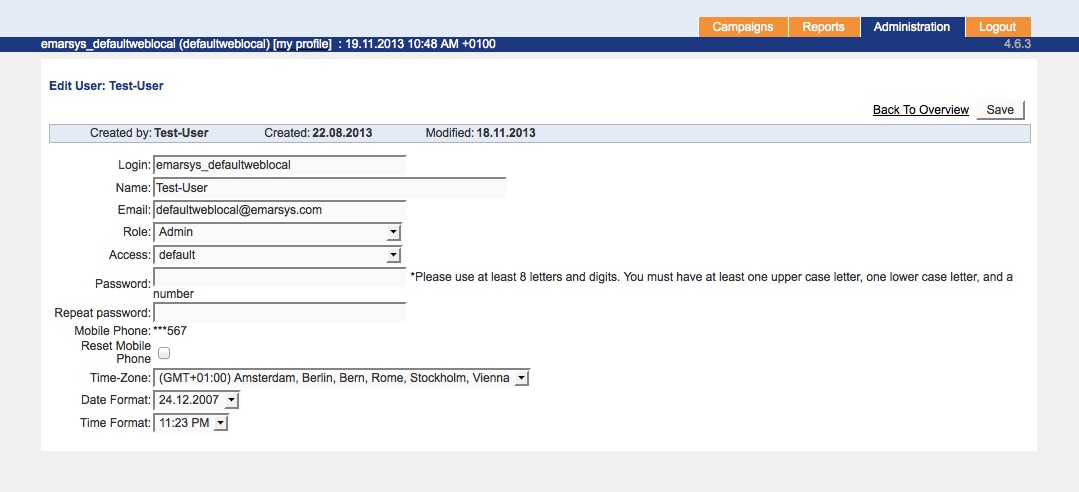 Campaigns Reports Administration Logout
emarsys_defaultweblocal (defaultweblocal) [my profile] : 19.11.2013 10:48 AM +0100 4.6.3
Edit User: Test-User
Back To Overview Save
Created by: Test-User Created: 22.08.2013 Modified: 18.11.2013
Login: emarsys_defaultweblocal
Name: Test-User
Email: defaultweblocal@emarsys.com
Role: Admin
Access: default
Password: *Please use at least 8 letters and digits. You must have at least one upper case letter, one lower case letter, and a
number
Repeat password:
Mobile Phone: ***567
Reset Mobile
Phone
Time-Zone: (GMT+01:00) Amsterdam, Berlin, Bern, Rome, Stockholm, Vienna
Date Format: 24.12.2007
Time Format: 11:23 PM